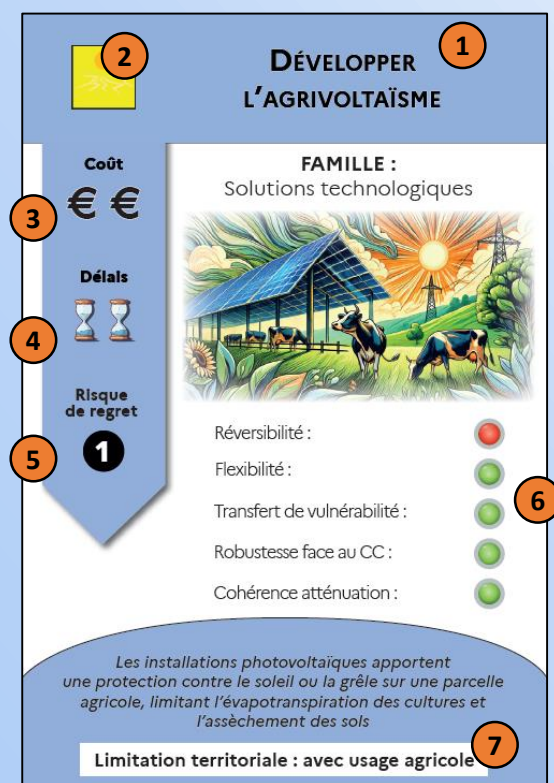 1
2
DÉVELOPPER
L'AGRIVOLTAÏSME
Coût
€ €
3
FAMILLE :
Solutions technologiques
Délais
4
Risque
de regret
1
5
Réversibilité :
Flexibilité :
Transfert de vulnérabilité :
6
Robustesse face au CC :
Cohérence atténuation :
Les installations photovoltaïques apportent
une protection contre le soleil ou la grêle sur une parcelle
agricole, limitant l'évapotranspiration des cultures et
l'assèchement des sols
7
Limitation territoriale : avec usage agricole